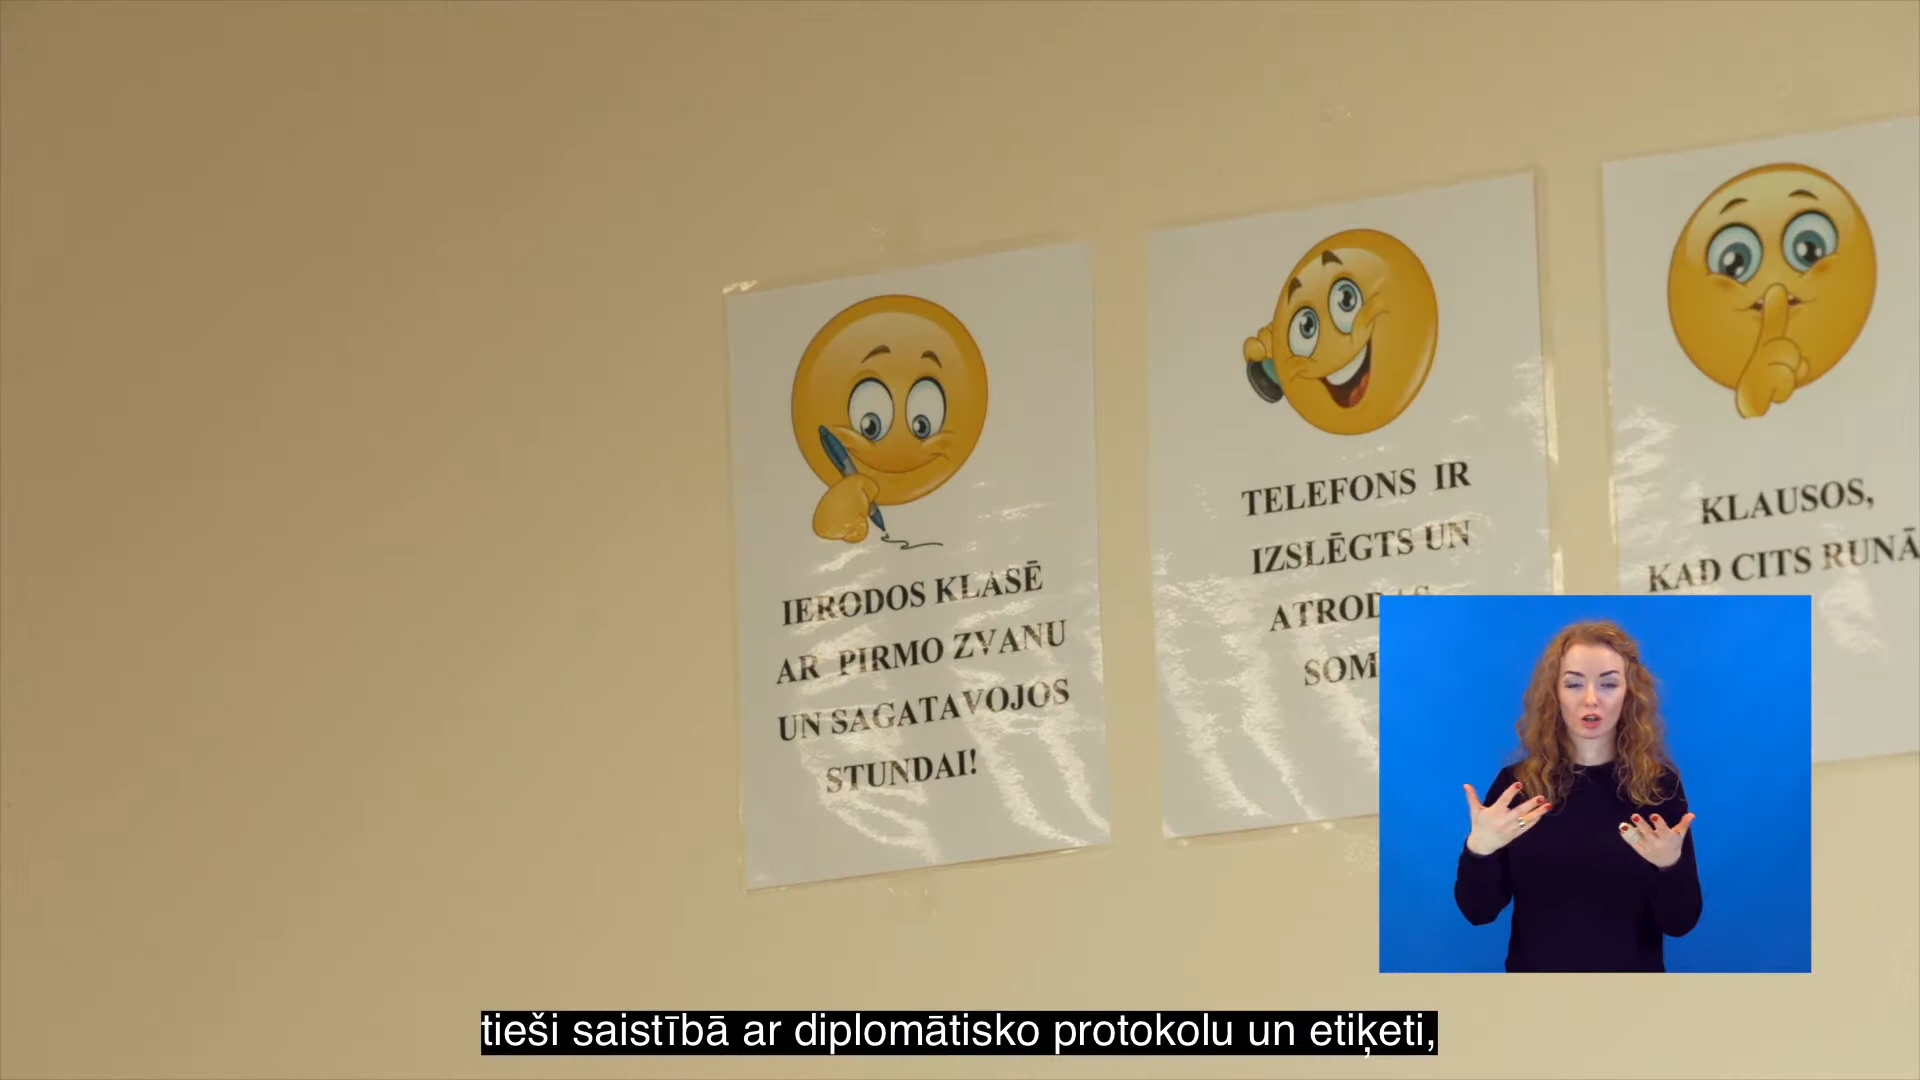 IERODOS KLASĒ
AR PIRMO ZVANU
UN SAGATAVOJOS
STUNDAI!
TELEFONS IR
IZSLĒGTS UN
KLAUSOS,
KAD CITS RUNĀ
tieši saistībā ar diplomātisko protokolu un etiķeti,